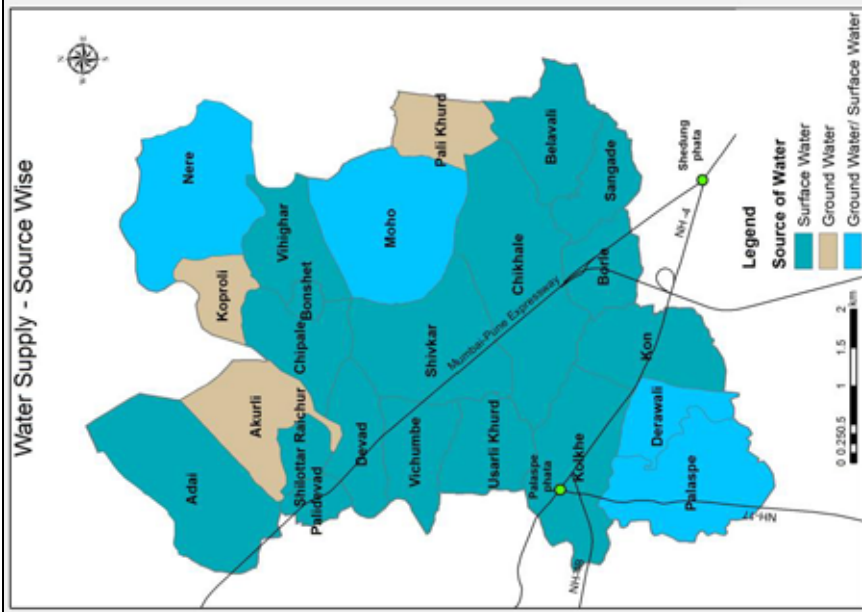 Water Supply - Source Wise
N
E
S
W
Nere
Adai
Koproli
Vihighar
Pali Khurd
Akurli
Bonshet
Chipale
Moho
Belavali
Shilottar Raichur
Palidevad
Devad
Shivkar
Chikhale
Sangade
Vichumbe
Mumbai-Pune Expressway
Borle
Shedung
phata
Usarli Khurd
NH -4
Palaspe
phata
Kolkhe
Kon
Derawali
Palaspe
NH-17
Legend
Source of Water
Surface Water
Ground Water
Ground Water/ Surface Water
0 0.25 0.5 1 1.5 2
km